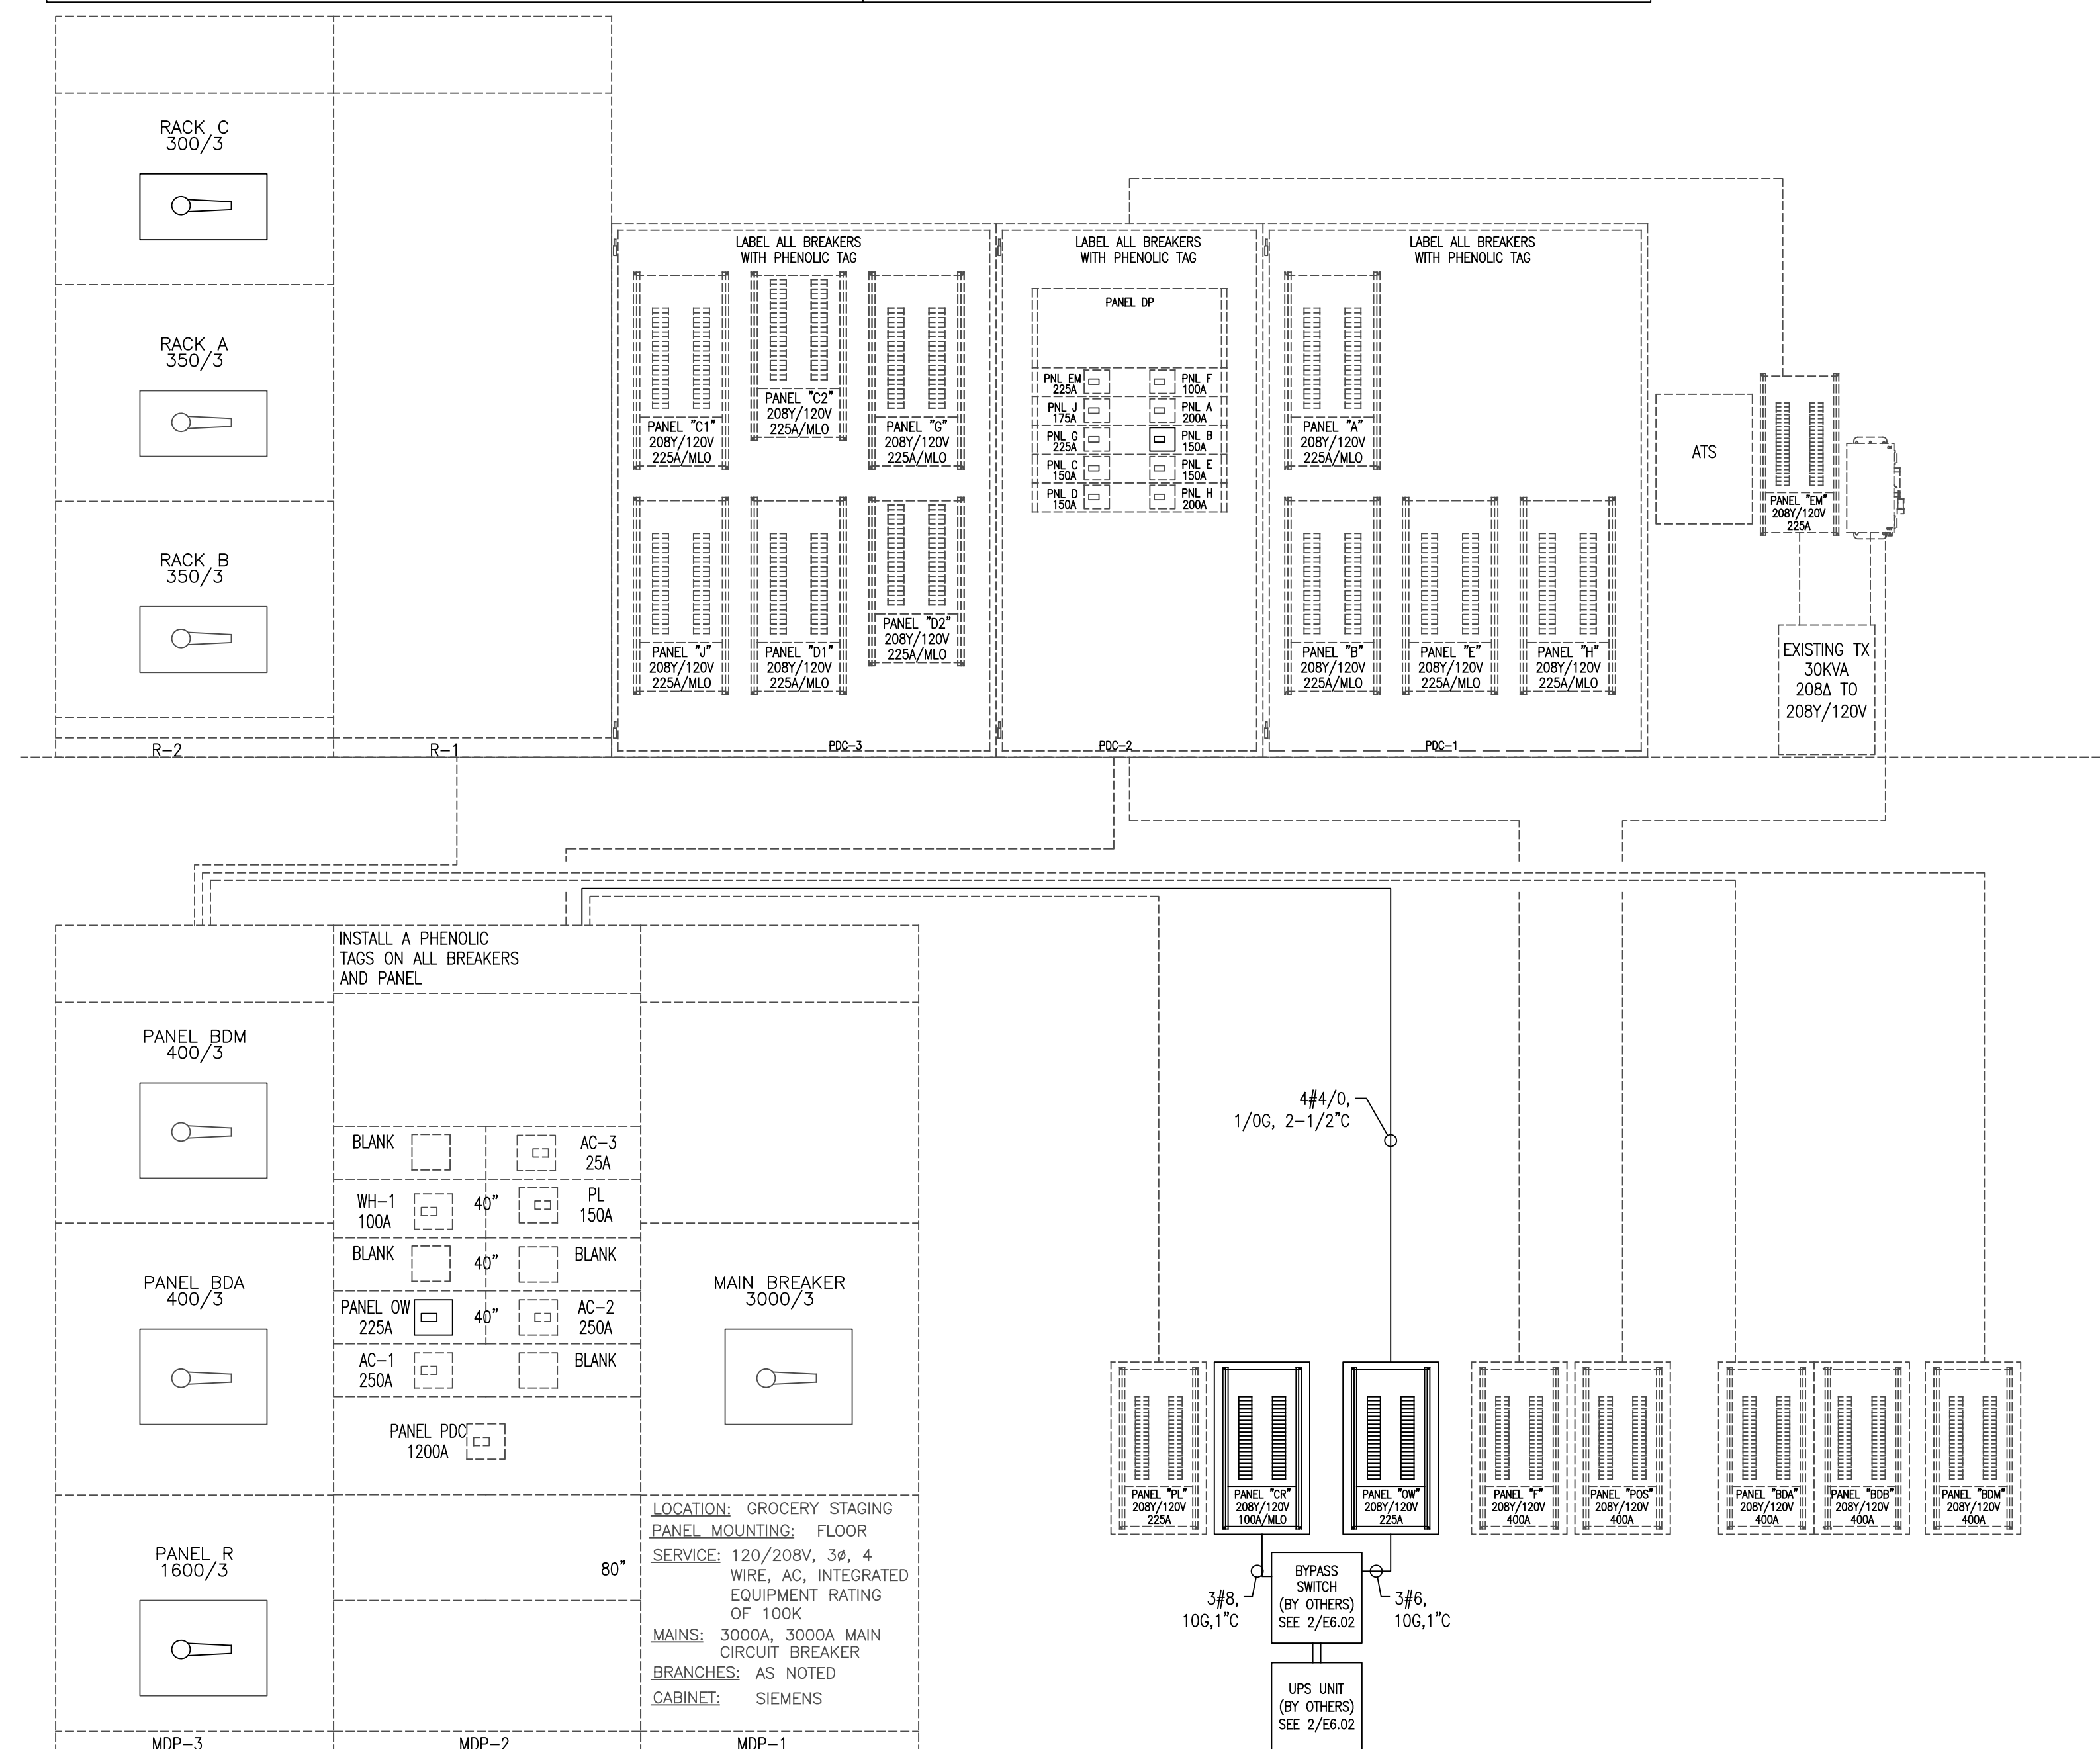 RACK C
300/3
RACK A
350/3
RACK B
350/3
R-2
R-1
LABEL ALL BREAKERS
WITH PHENOLIC TAG
PANEL "C1"
208Y/120V
225A/MLO
PANEL "C2"
208Y/120V
225A/MLO
PANEL "G"
208Y/120V
225A/MLO
PANEL "J"
208Y/120V
225A/MLO
PANEL "D1"
208Y/120V
225A/MLO
PANEL "D2"
208Y/120V
225A/MLO
PDC-3
LABEL ALL BREAKERS
WITH PHENOLIC TAG
PANEL DP
PNL EM
225A
PNL F
100A
PNL J
175A
PNL A
200A
PNL G
225A
PNL B
150A
PNL C
150A
PNL E
150A
PNL D
150A
PNL H
200A
PDC-2
LABEL ALL BREAKERS
WITH PHENOLIC TAG
PANEL "A"
208Y/120V
225A/MLO
PANEL "B"
208Y/120V
225A/MLO
PANEL "E"
208Y/120V
225A/MLO
PANEL "H"
208Y/120V
225A/MLO
PDC-1
ATS
PANEL "EM"
208Y/120V
225A
EXISTING TX
30KVA
208Δ TO
208Y/120V
PANEL BDM
400/3
PANEL BDA
400/3
PANEL R
1600/3
MDP-3
INSTALL A PHENOLIC
TAGS ON ALL BREAKERS
AND PANEL
BLANK
AC-3
25A
WH-1
100A
40"
PL
150A
BLANK
40"
BLANK
PANEL OW
225A
40"
AC-2
250A
AC-1
250A
BLANK
PANEL PDC
1200A
80"
MDP-2
MAIN BREAKER
3000/3
LOCATION: GROCERY STAGING
PANEL MOUNTING: FLOOR
SERVICE: 120/208V, 3ø, 4
WIRE, AC, INTEGRATED
EQUIPMENT RATING
OF 100K
MAINS: 3000A, 3000A MAIN
CIRCUIT BREAKER
BRANCHES: AS NOTED
CABINET: SIEMENS
MDP-1
4#4/0,
1/0G, 2-1/2"C
PANEL "PL"
208Y/120V
225A
PANEL "CR"
208Y/120V
100A/MLO
PANEL "OW"
208Y/120V
225A
PANEL "F"
208Y/120V
400A
PANEL "POS"
208Y/120V
400A
PANEL "BDA"
208Y/120V
400A
PANEL "BDB"
208Y/120V
400A
PANEL "BDM"
208Y/120V
400A
3#8,
10G,1"C
BYPASS
SWITCH
(BY OTHERS)
SEE 2/E6.02
3#6,
10G,1"C
UPS UNIT
(BY OTHERS)
SEE 2/E6.02